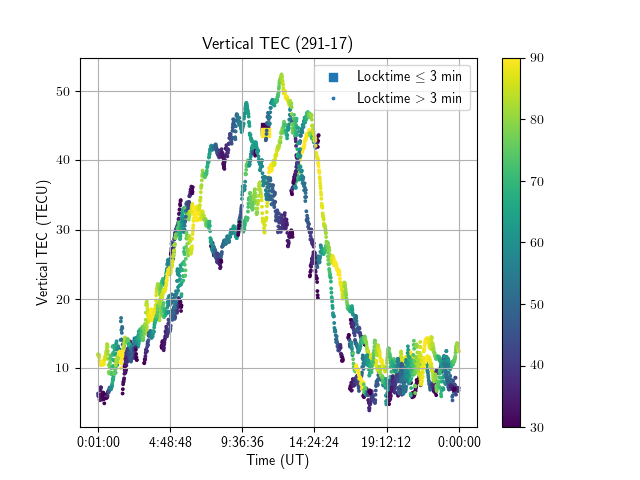 Vertical TEC (291-17)
Locktime ≤ 3 min
Locktime > 3 min
Vertical TEC (TECU)
50
40
30
20
10
0:01:00 4:48:48 9:36:36 14:24:24 19:12:12 0:00:00
Time (UT)
90
80
70
60
50
40
30